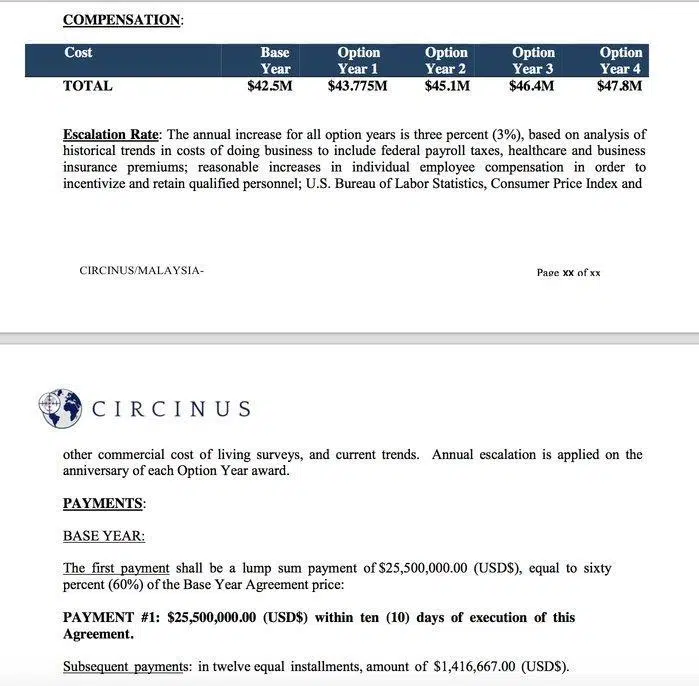 COMPENSATION:
Cost Base Year Option Year 1 Option Year 2 Option Year 3 Option Year 4
TOTAL $42.5M $43.775M $45.1M $46.4M $47.8M
Escalation Rate: The annual increase for all option years is three percent (3%), based on analysis of
historical trends in costs of doing business to include federal payroll taxes, healthcare and business
insurance premiums; reasonable increases in individual employee compensation in order to
incentivize and retain qualified personnel; U.S. Bureau of Labor Statistics, Consumer Price Index and
CIRCINUS/MALAYSIA-
Page xx of xx
CIRCINUS
other commercial cost of living surveys, and current trends. Annual escalation is applied on the
anniversary of each Option Year award.
PAYMENTS:
BASE YEAR:
The first payment shall be a lump sum payment of $25,500,000.00 (USD$), equal to sixty
percent (60%) of the Base Year Agreement price:
PAYMENT #1: $25,500,000.00 (USD$) within ten (10) days of execution of this
Agreement.
Subsequent payments: in twelve equal installments, amount of $1,416,667.00 (USD$).